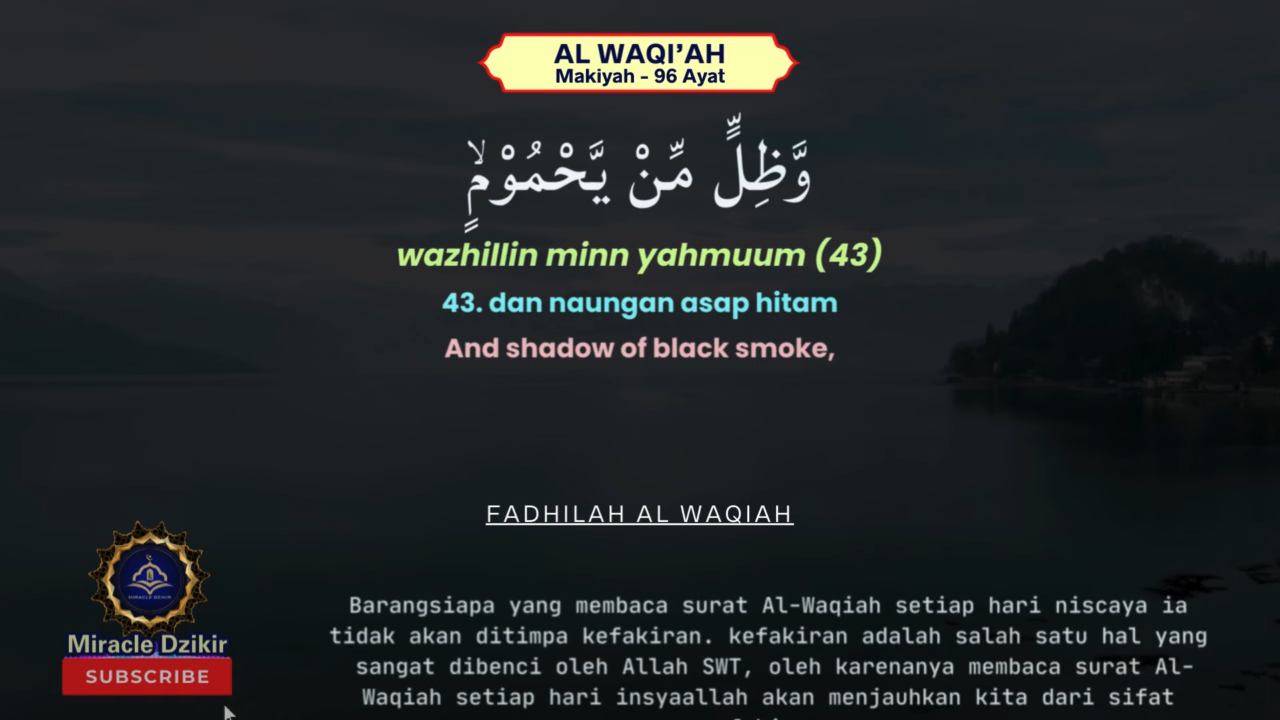 AL WAQI’AH
Makiyah - 96 Ayat
وَّظِلٍّ مِّنْ يَّحْمُوْمٍۙ
wazhillin minn yahmuum (43)
43. dan naungan asap hitam
And shadow of black smoke,
FADHILAH AL WAQIAH
Barangsiapa yang membaca surat Al-Waqiah setiap hari niscaya ia
tidak akan ditimpa kefakiran. kefakiran adalah salah satu hal yang
sangat dibenci oleh Allah SWT, oleh karenanya membaca surat Al-
Waqiah setiap hari insyaallah akan menjauhkan kita dari sifat
MIRACLE DZIKIR
Miracle Dzikir
SUBSCRIBE